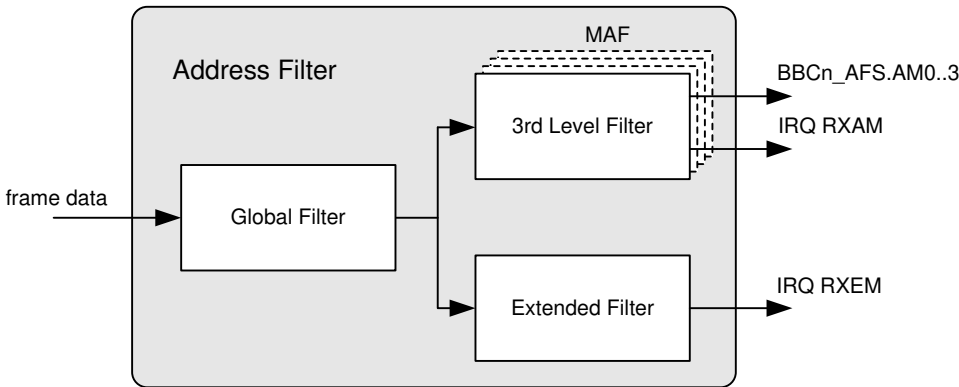 MAF
Address Filter
BBCn_AFS.AM0..3
3rd Level Filter
IRQ RXAM
frame data
Global Filter
IRQ RXEM
Extended Filter